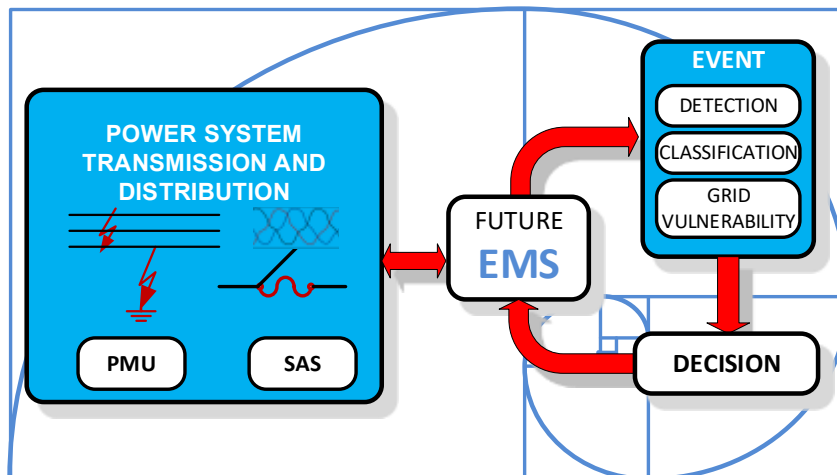 POWER SYSTEM
TRANSMISSION AND
DISTRIBUTION
PMU
SAS
FUTURE
EMS
EVENT
DETECTION
CLASSIFICATION
GRID
VULNERABILITY
DECISION